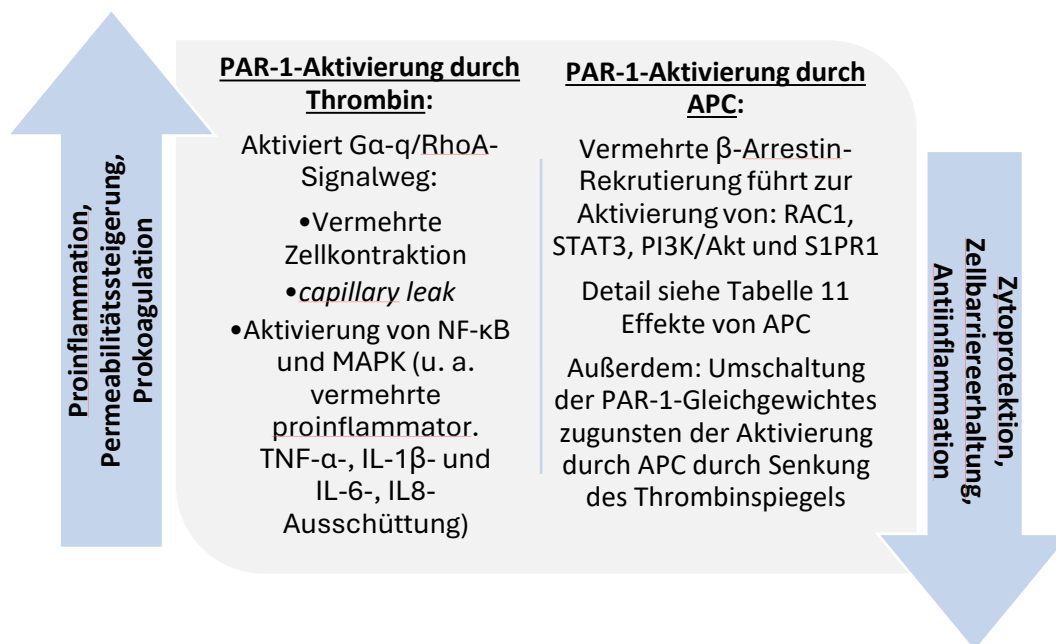 Proinflammation,
Permeabilitätssteigerung,
Prokoagulation
PAR-1-Aktivierung durch
Thrombin:
Aktiviert Gα-q/RhoA-
Signalweg:
•Vermehrte
Zellkontraktion
•capillary leak
•Aktivierung von NF-κB
und MAPK (u. a.
vermehrte
proinflammator.
TNF-α-, IL-1β- und
IL-6-, IL8-
Ausschüttung)
PAR-1-Aktivierung durch
APC:
Vermehrte β-Arrestin-
Rekrutierung führt zur
Aktivierung von: RAC1,
STAT3, PI3K/Akt und S1PR1
Detail siehe Tabelle 11
Effekte von APC
Außerdem: Umschaltung
der PAR-1-Gleichgewichtes
zugunsten der Aktivierung
durch APC durch Senkung
des Thrombinspiegels
Zytoprotektion,
Zellbarriereerhaltung,
Antiinflammation